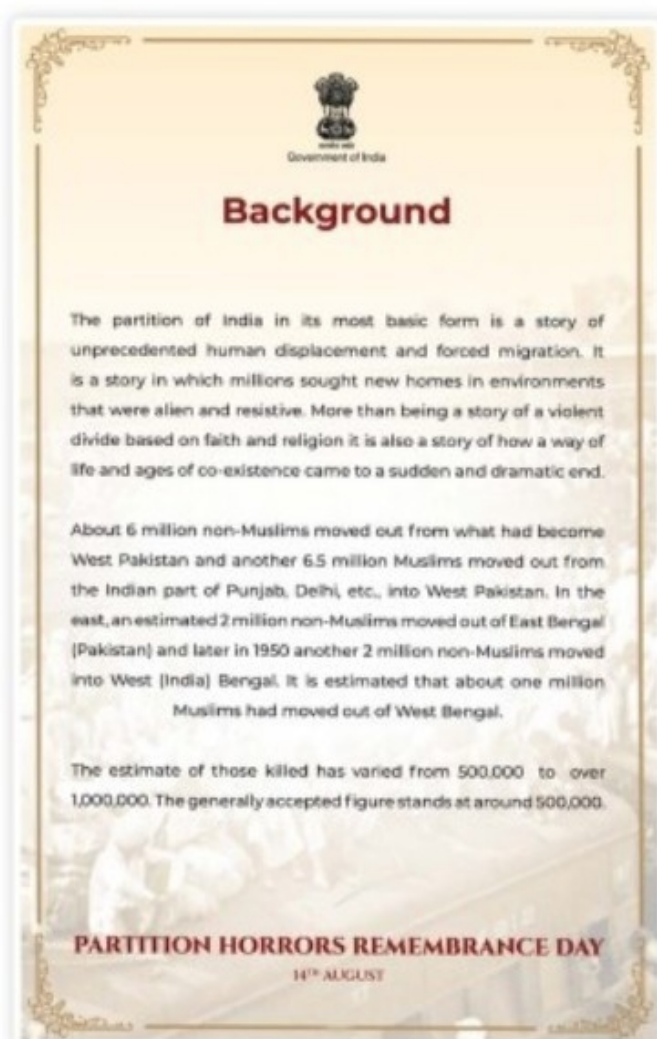 Government of India
Background
The partition of India in its most basic form is a story of
unprecedented human displacement and forced migration. It
is a story in which millions sought new homes in environments
that were alien and resistive. More than being a story of a violent
divide based on faith and religion it is also a story of how a way of
life and ages of co-existence came to a sudden and dramatic end.
About 6 million non-Muslims moved out from what had become
West Pakistan and another 6.5 million Muslims moved out from
the Indian part of Punjab, Delhi, etc., into West Pakistan. In the
east, an estimated 2 million non-Muslims moved out of East Bengal
(Pakistan) and later in 1950 another 2 million non-Muslims moved
into West (India) Bengal. It is estimated that about one million
Muslims had moved out of West Bengal.
The estimate of those killed has varied from 500,000 to over
1,000,000. The generally accepted figure stands at around 500,000.
PARTITION HORRORS REMEMBRANCE DAY
14TH AUGUST